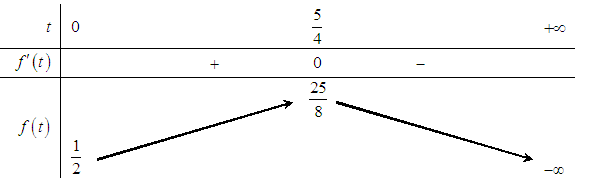 t 0 5/4 +∞
f′(t) + 0 −
f(t) 1/2 25/8 −∞